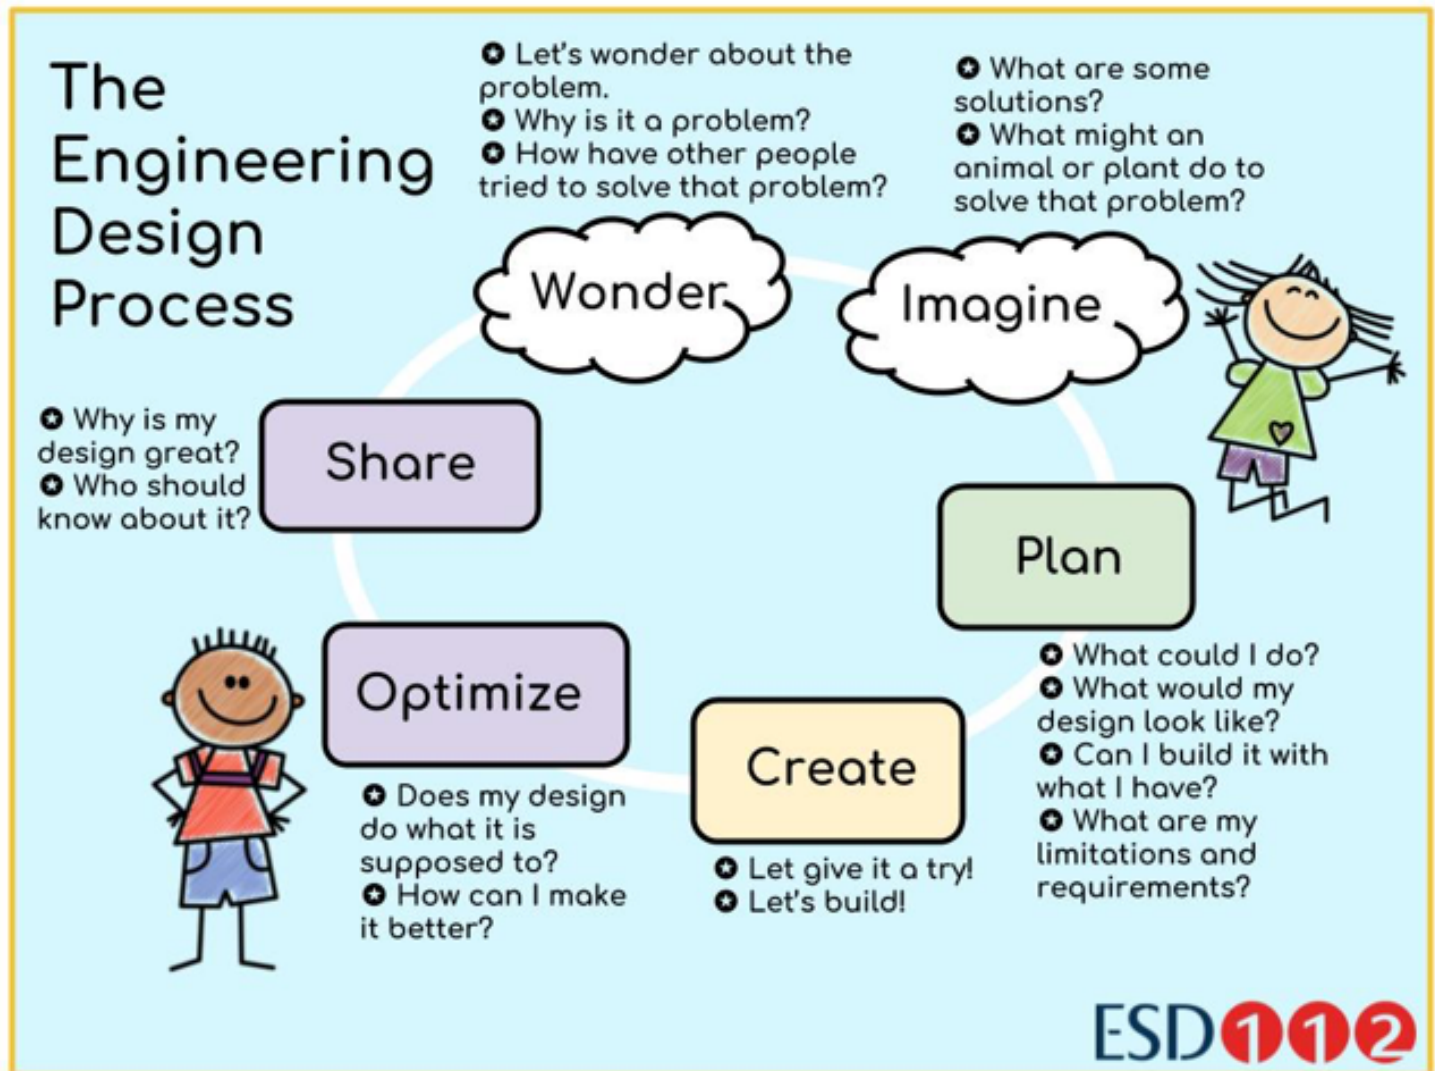 The
Engineering
Design
Process
✪ Let's wonder about the
problem.
✪ Why is it a problem?
✪ How have other people
tried to solve that problem?
✪ What are some
solutions?
✪ What might an
animal or plant do to
solve that problem?
Wonder
Imagine
✪ Why is my
design great?
✪ Who should
know about it?
Share
Plan
✪ What could I do?
✪ What would my
design look like?
✪ Can I build it with
what I have?
✪ What are my
limitations and
requirements?
Optimize
✪ Does my design
do what it is
supposed to?
✪ How can I make
it better?
Create
✪ Let give it a try!
✪ Let's build!
ESD112